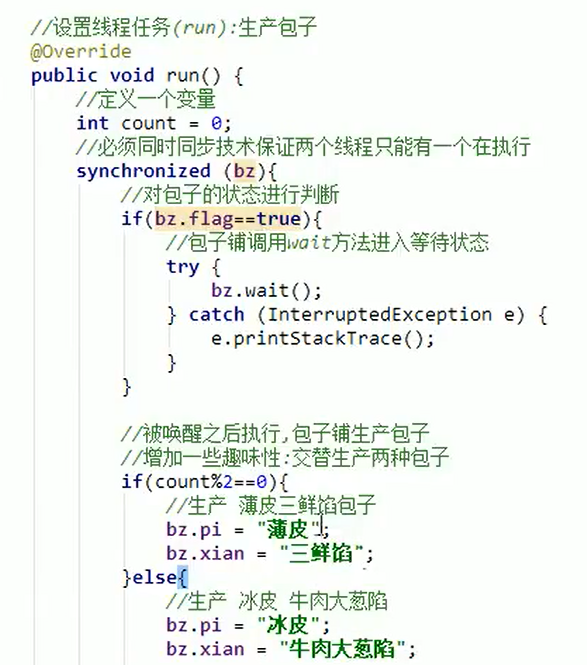 //设置线程任务(run):生产包子
@Override
public void run() {
//定义一个变量
int count = 0;
//必须同时同步技术保证两个线程只能有一个在执行
synchronized (bz){
//对包子的状态进行判断
if(bz.flag==true){
//包子铺调用wait方法进入等待状态
try {
bz.wait();
} catch (InterruptedException e) {
e.printStackTrace();
}
}
//被唤醒之后执行,包子铺生产包子
//增加一些趣味性:交替生产两种包子
if(count%2==0){
//生产 薄皮三鲜馅包子
bz.pi = "薄皮";
bz.xian = "三鲜馅";
}else{
//生产 冰皮 牛肉大葱陷
bz.pi = "冰皮";
bz.xian = "牛肉大葱陷";